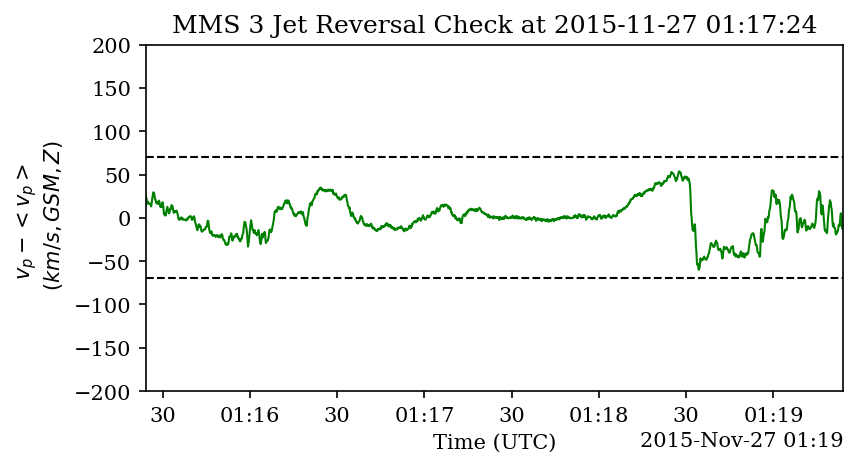 MMS 3 Jet Reversal Check at 2015-11-27 01:17:24
200
150
100
50
0
−50
−100
−150
−200
v_p − < v_p >
(km/s, GSM, Z)
30 01:16 30 01:17 30 01:18 30 01:19
Time (UTC)
2015-Nov-27 01:19